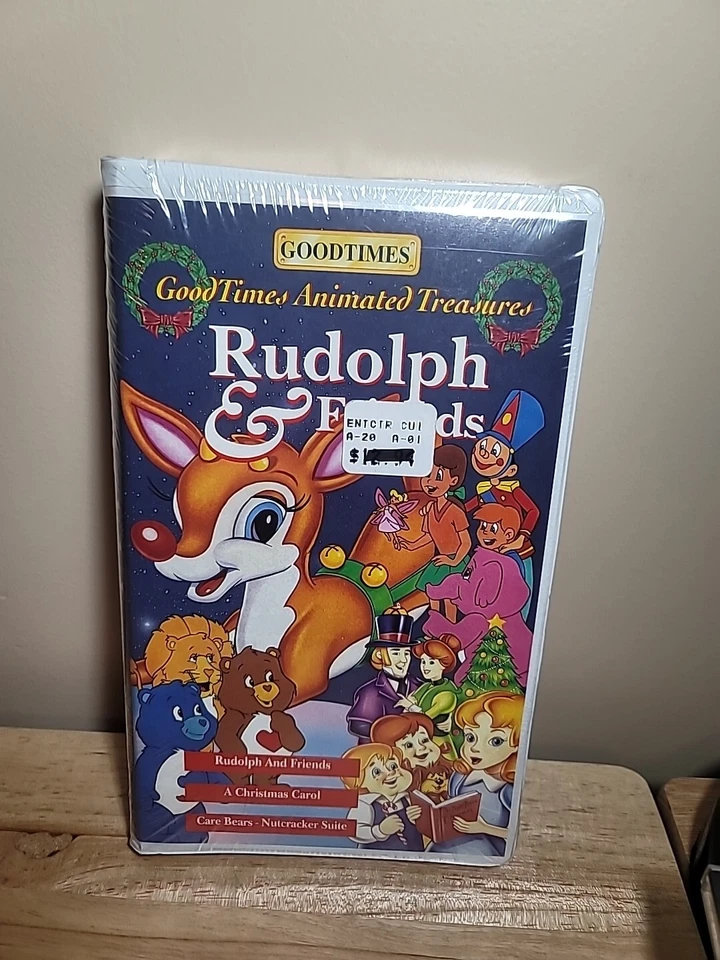 GOODTIMES
GoodTimes Animated Treasures
Rudolph
&
ENTCTR CUI
A-20 A-01
$
Rudolph And Friends
A Christmas Carol
Care Bears - Nutcracker Suite